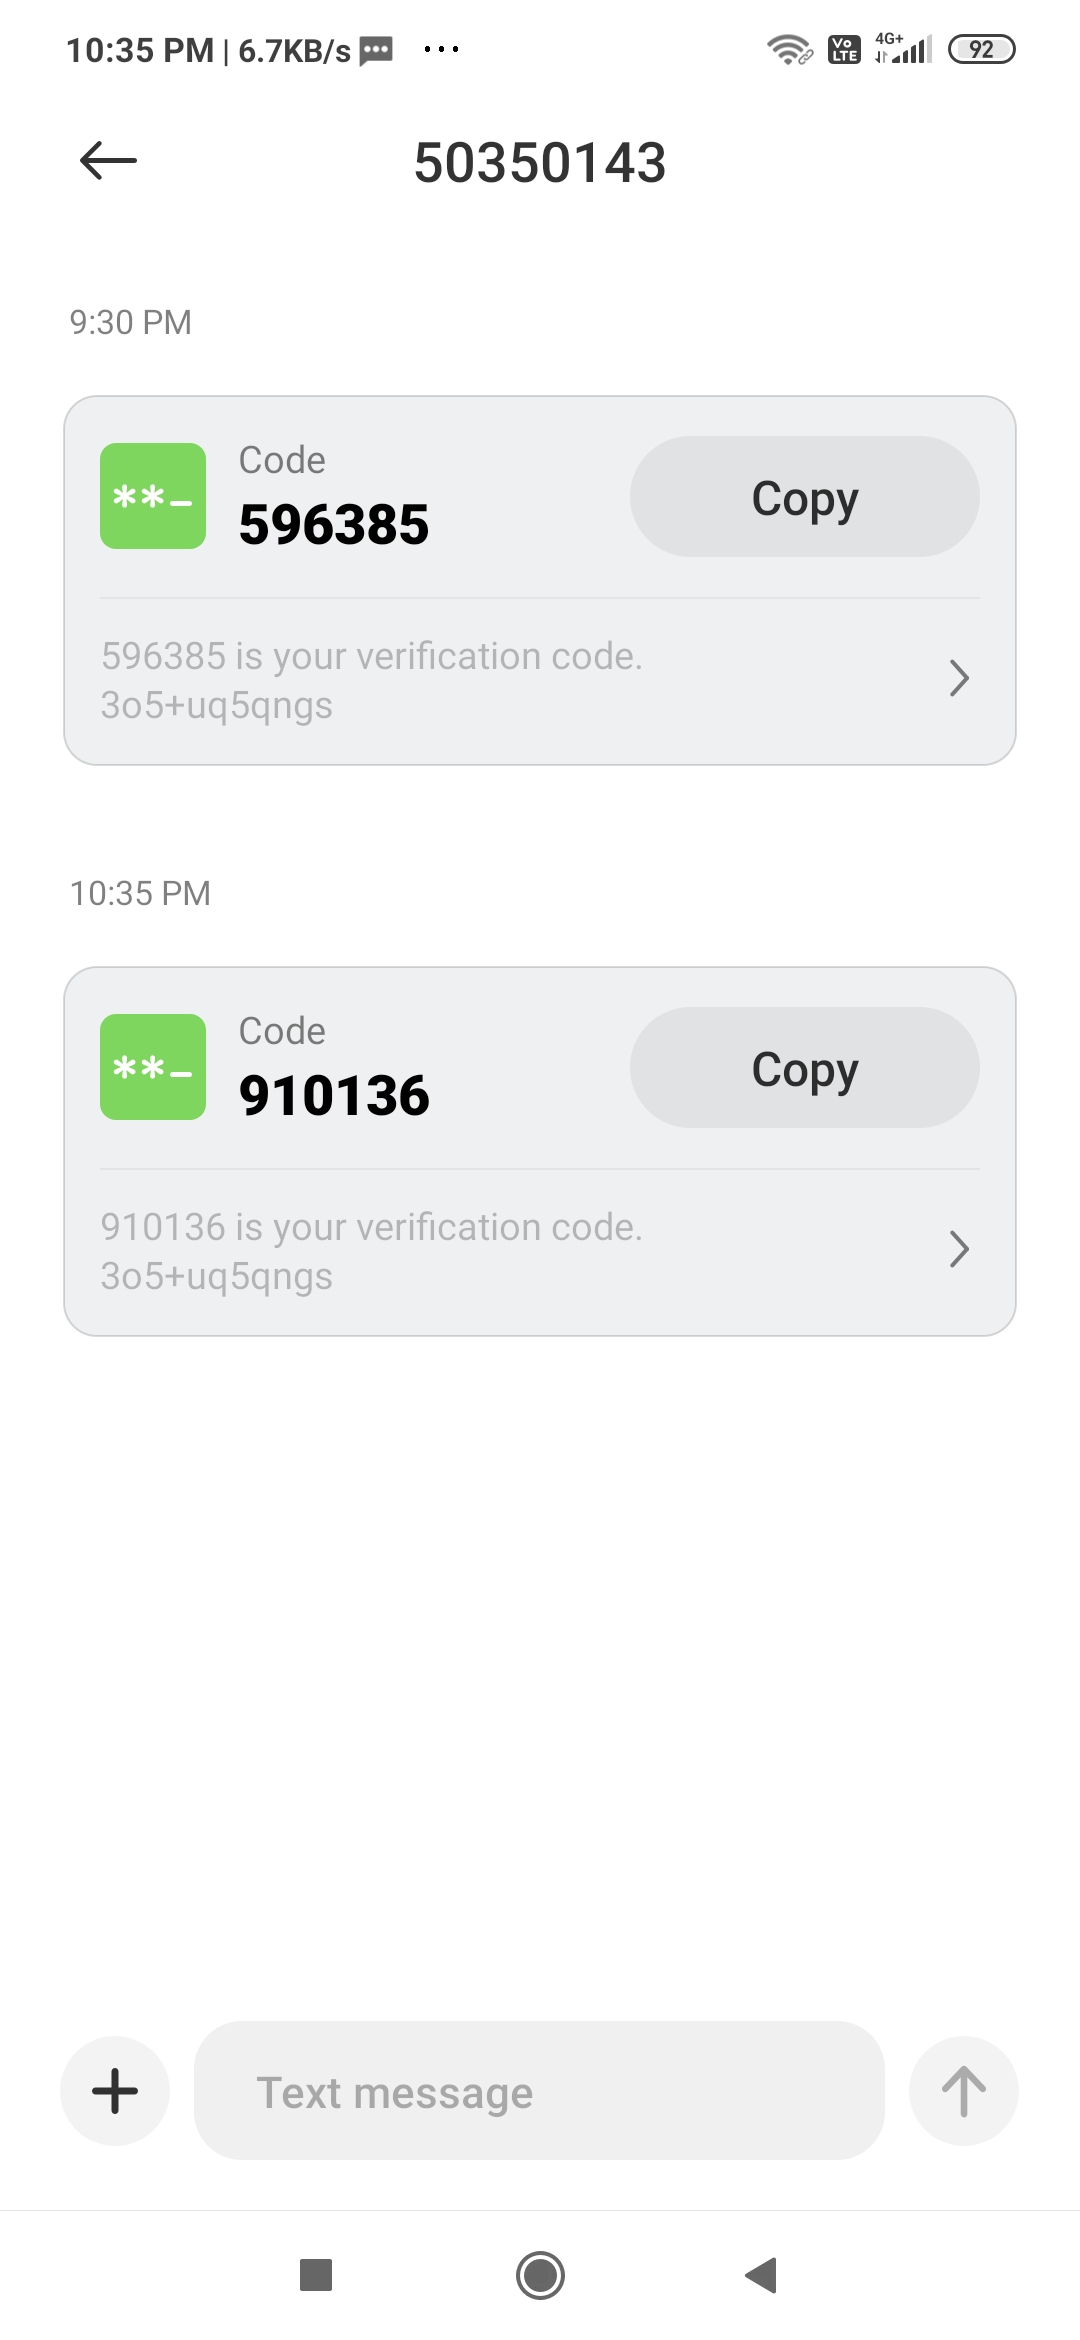 10:35 PM | 6.7KB/s ...
Vo LTE 4G+ 92
50350143
9:30 PM
**_
Code
596385
Copy
596385 is your verification code.
3o5+uq5qngs
10:35 PM
**_
Code
910136
Copy
910136 is your verification code.
3o5+uq5qngs
Text message